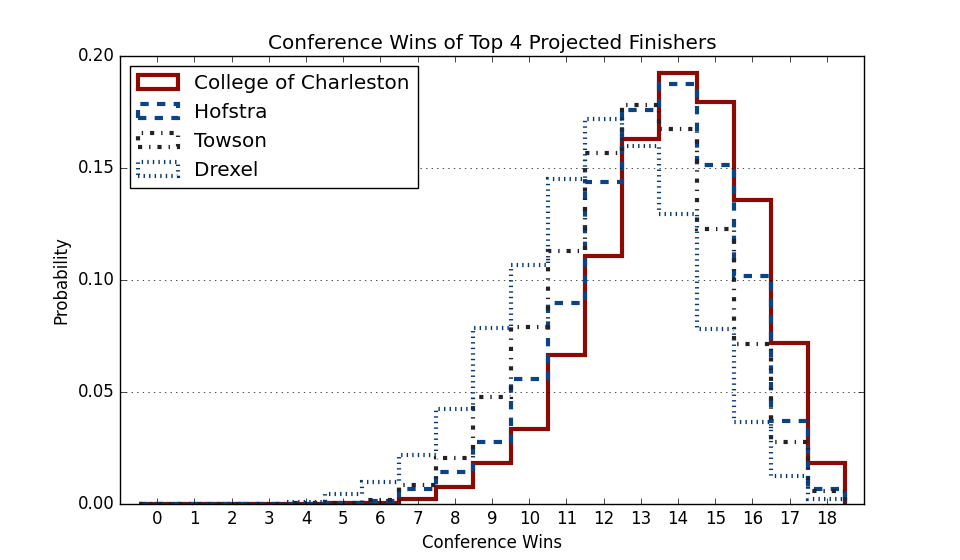 Conference Wins of Top 4 Projected Finishers
0.20
College of Charleston
Hofstra
Towson
Drexel
0.15
Probability
0.10
0.05
0.00
0 1 2 3 4 5 6 7 8 9 10 11 12 13 14 15 16 17 18
Conference Wins